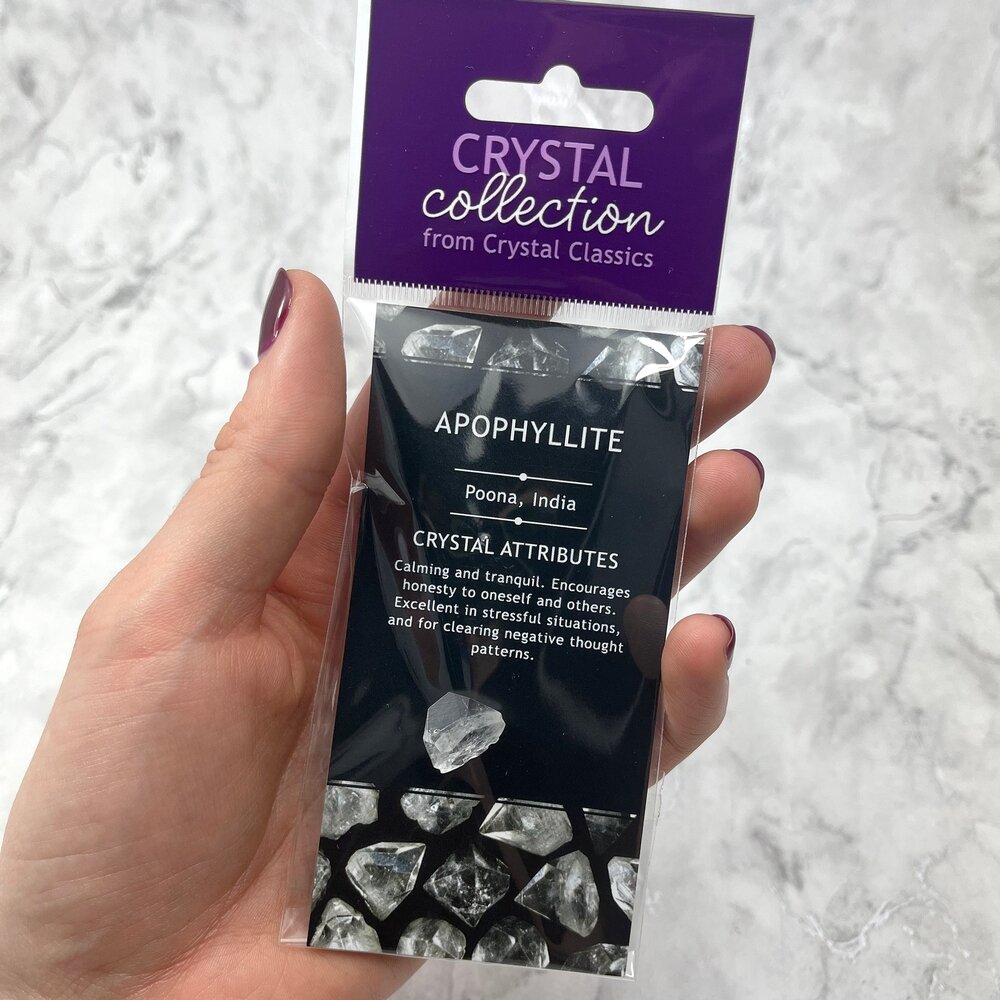 CRYSTAL
collection
from Crystal Classics
APOPHYLLITE
Poona, India
CRYSTAL ATTRIBUTES
Calming and tranquil. Encourages
honesty to oneself and others.
Excellent in stressful situations,
and for clearing negative thought
patterns.